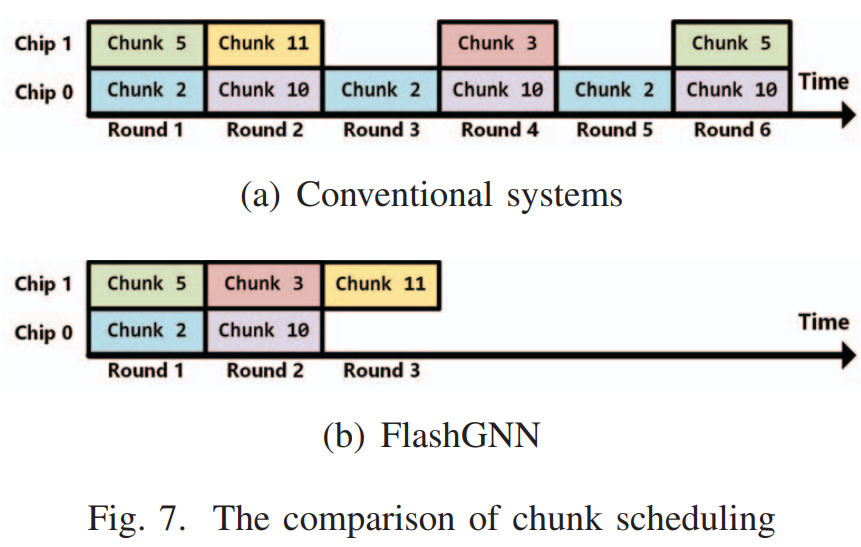 Chip 1 Chunk 5 Chunk 11 Chunk 3 Chunk 5
Chip 0 Chunk 2 Chunk 10 Chunk 2 Chunk 10 Chunk 2 Chunk 10 Time
Round 1 Round 2 Round 3 Round 4 Round 5 Round 6
(a) Conventional systems
Chip 1 Chunk 5 Chunk 3 Chunk 11
Chip 0 Chunk 2 Chunk 10 Time
Round 1 Round 2 Round 3
(b) FlashGNN
Fig. 7. The comparison of chunk scheduling